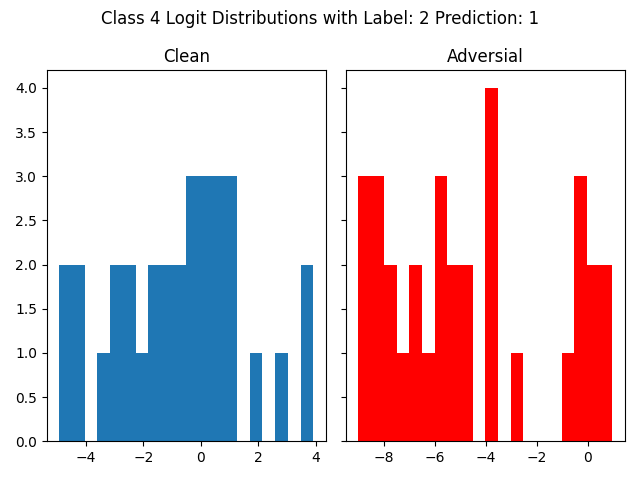 Class 4 Logit Distributions with Label: 2 Prediction: 1
Clean
Adversial
4.0
3.5
3.0
2.5
2.0
1.5
1.0
0.5
0.0
−4 −2 0 2 4
−8 −6 −4 −2 0